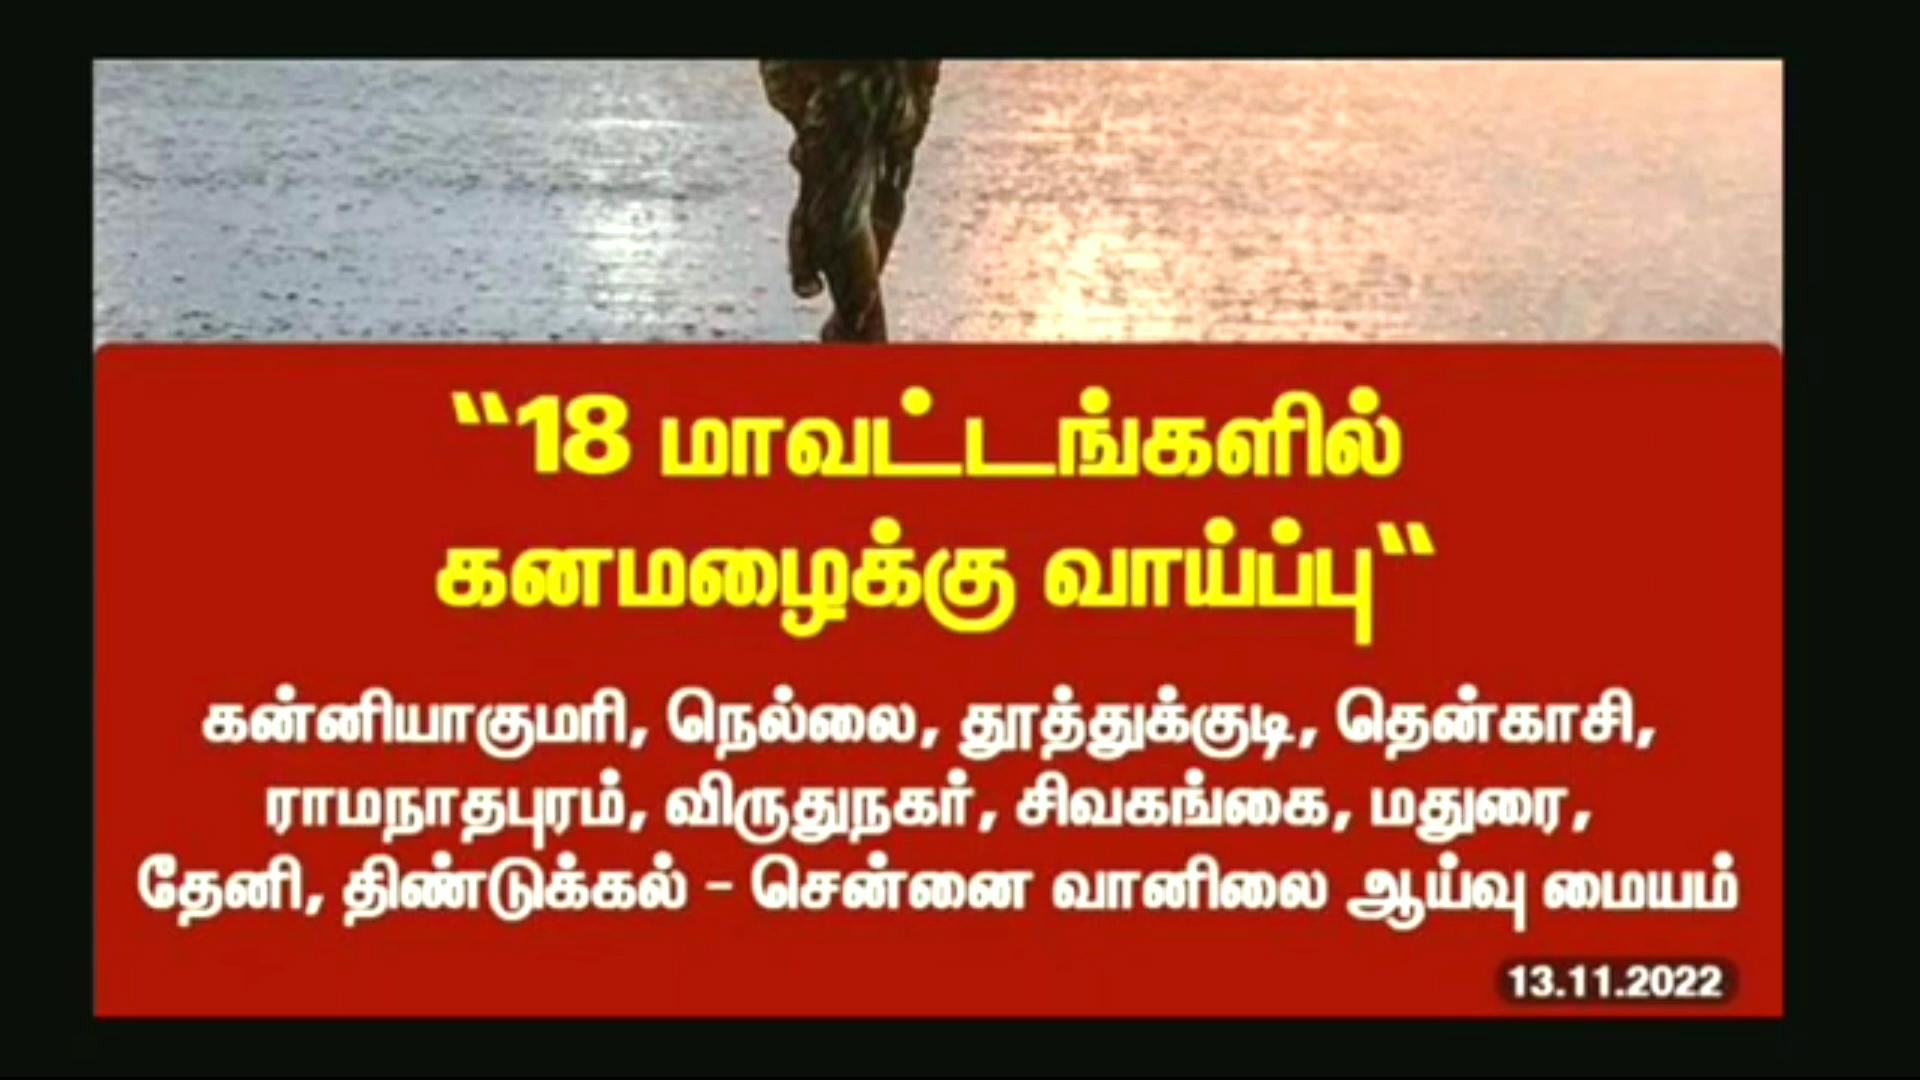 “18 மாவட்டங்களில்
கனமழைக்கு வாய்ப்பு“
கன்னியாகுமரி, நெல்லை, தூத்துக்குடி, தென்காசி,
ராமநாதபுரம், விருதுநகர், சிவகங்கை, மதுரை,
தேனி, திண்டுக்கல் - சென்னை வானிலை ஆய்வு மையம்
13.11.2022